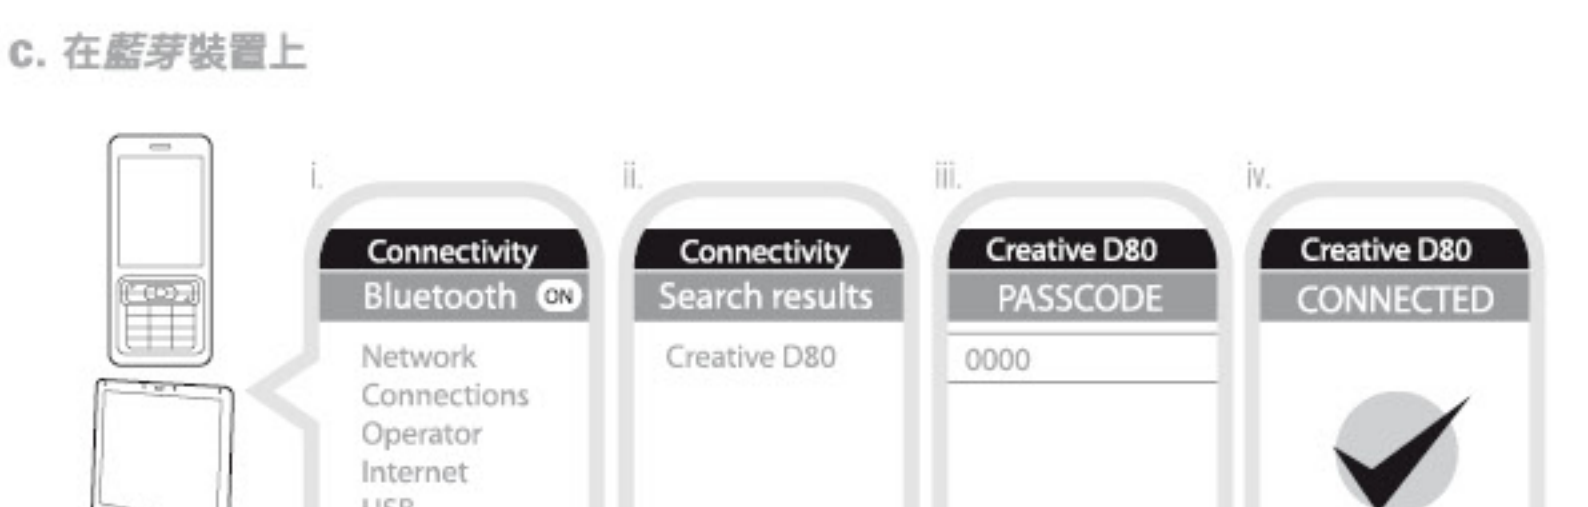 c. 在藍芽裝置上
i.
Connectivity
Bluetooth ON
Network
Connections
Operator
Internet
USB
ii.
Connectivity
Search results
Creative D80
iii.
Creative D80
PASSCODE
0000
iv.
Creative D80
CONNECTED